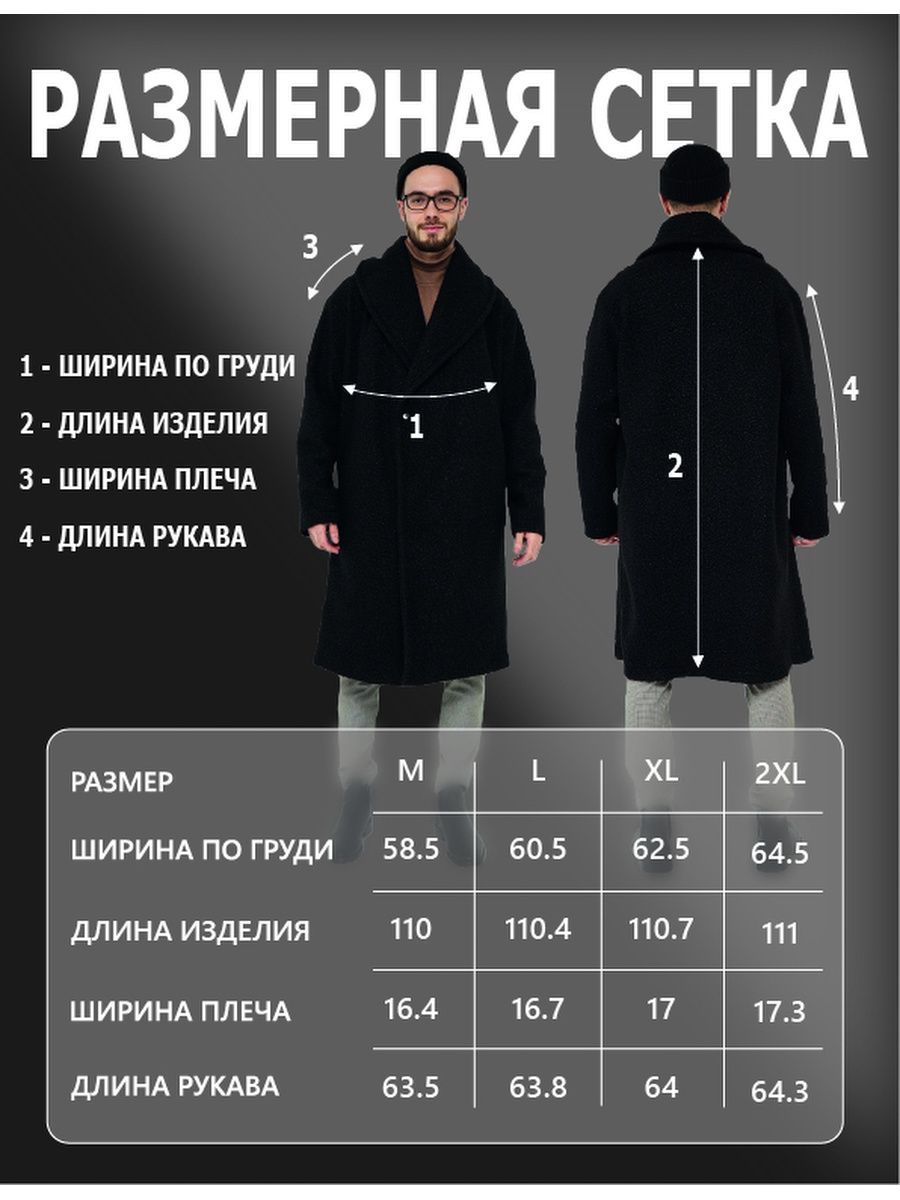 РАЗМЕРНАЯ СЕТКА
3
1 - ШИРИНА ПО ГРУДИ
2 - ДЛИНА ИЗДЕЛИЯ
3 - ШИРИНА ПЛЕЧА
4 - ДЛИНА РУКАВА
1
2
4
РАЗМЕР M L XL 2XL
ШИРИНА ПО ГРУДИ 58.5 60.5 62.5 64.5
ДЛИНА ИЗДЕЛИЯ 110 110.4 110.7 111
ШИРИНА ПЛЕЧА 16.4 16.7 17 17.3
ДЛИНА РУКАВА 63.5 63.8 64 64.3